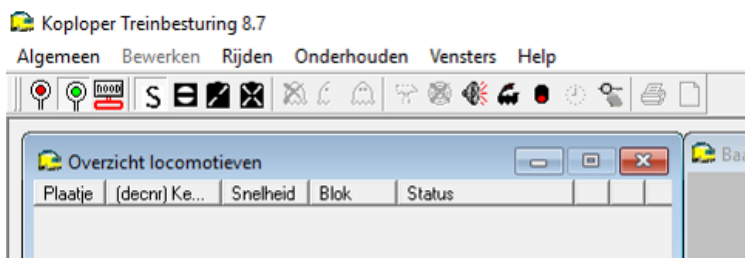 Koploper Treinbesturing 8.7
Algemeen Bewerken Rijden Onderhouden Vensters Help
Overzicht locomotieven
Plaatje (decnr) Ke... Snelheid Blok Status